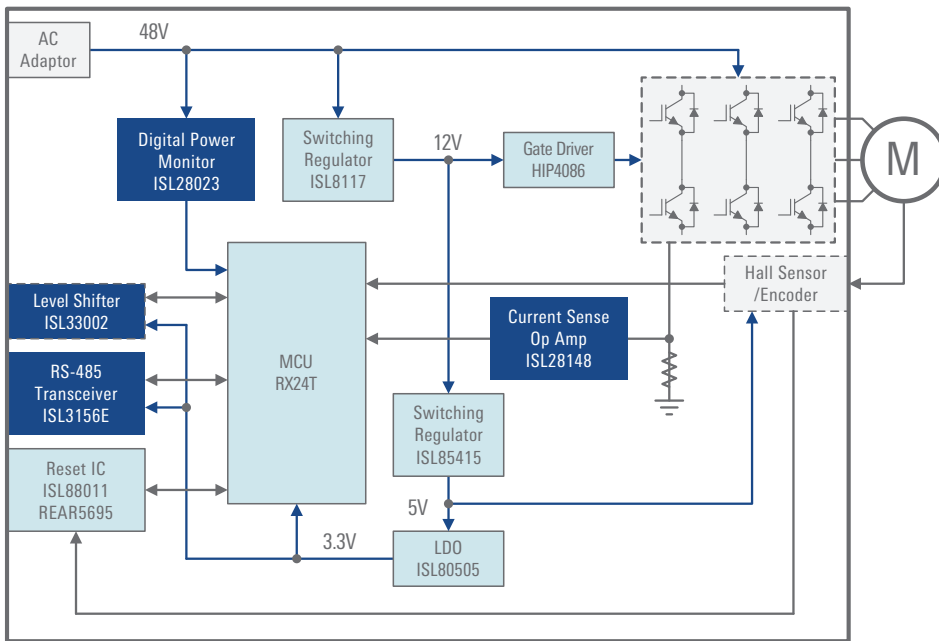 AC
Adaptor
48V
Digital Power
Monitor
ISL28023
Switching
Regulator
ISL8117
12V
Gate Driver
HIP4086
M
Hall Sensor
/Encoder
Level Shifter
ISL33002
RS-485
Transceiver
ISL3156E
Reset IC
ISL88011
REAR5695
MCU
RX24T
Current Sense
Op Amp
ISL28148
Switching
Regulator
ISL85415
5V
3.3V
LDO
ISL80505